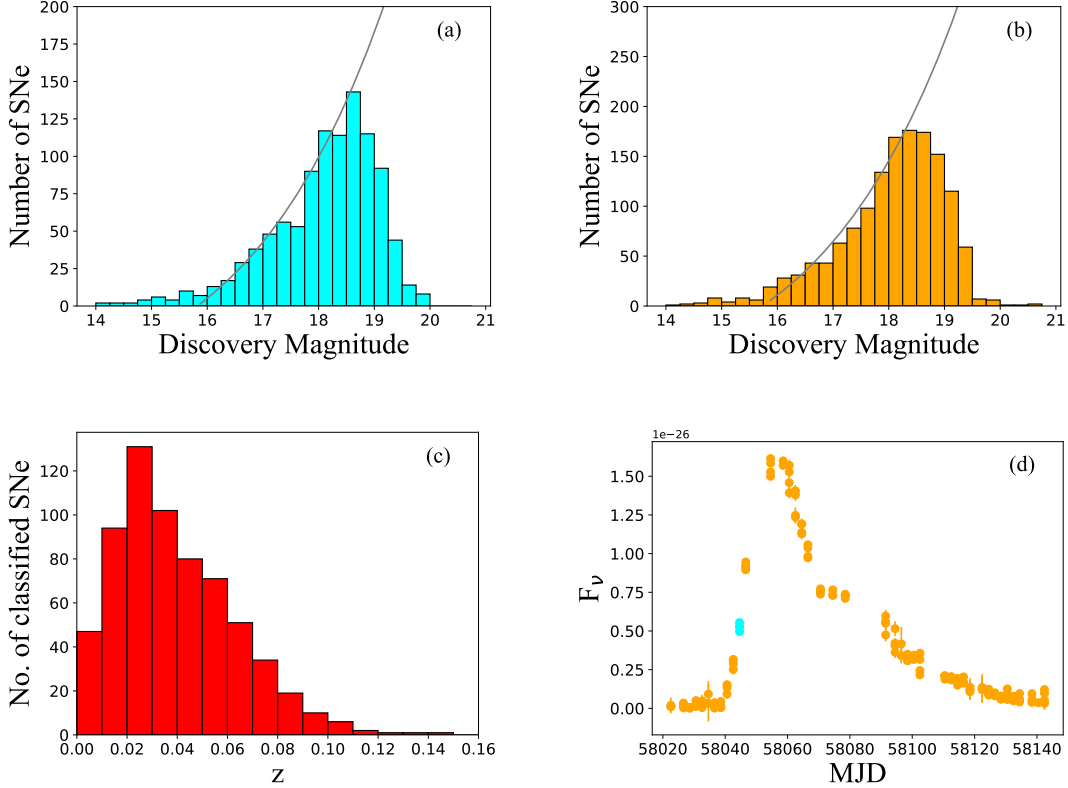 200
175
150
125
100
75
50
25
0
Number of SNe
(a)
14 15 16 17 18 19 20 21
Discovery Magnitude
300
250
200
150
100
50
0
Number of SNe
(b)
14 15 16 17 18 19 20 21
Discovery Magnitude
120
100
80
60
40
20
0
No. of classified SNe
(c)
0.00 0.02 0.04 0.06 0.08 0.10 0.12 0.14 0.16
z
1e-26
1.50
1.25
1.00
0.75
0.50
0.25
0.00
F_ν
(d)
58020 58040 58060 58080 58100 58120 58140
MJD